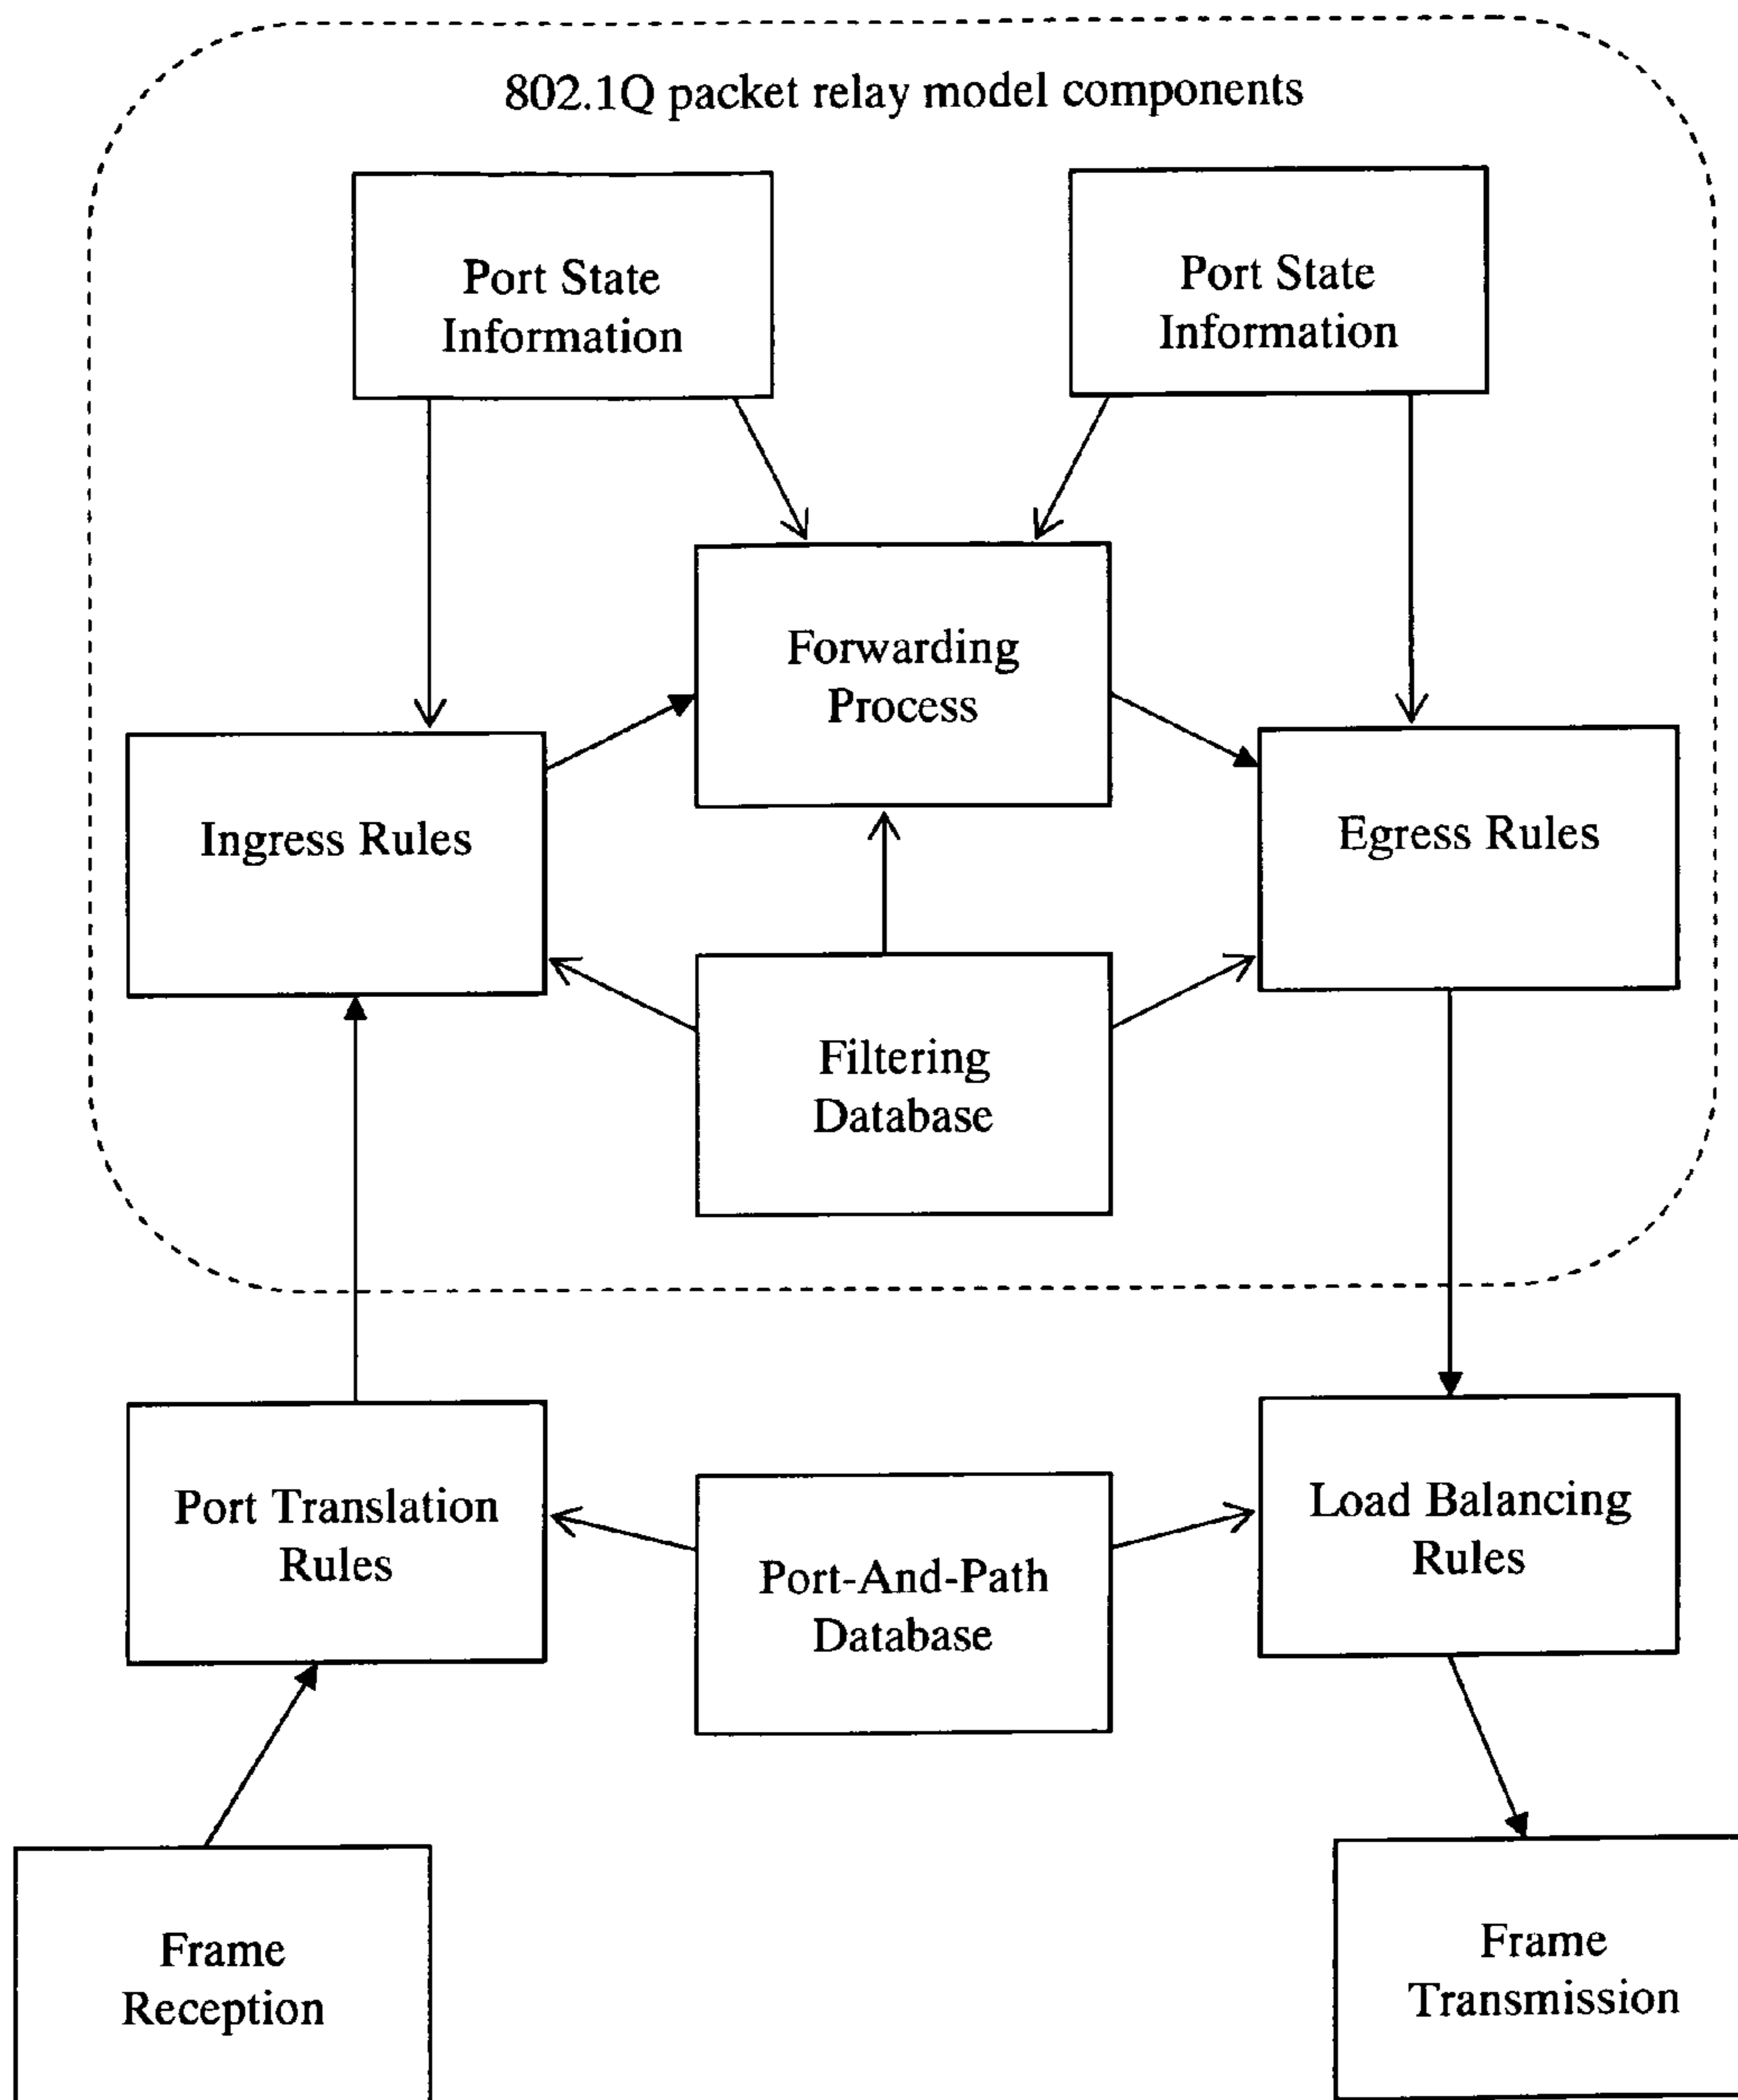 802.1Q packet relay model components
Port State
Information
Port State
Information
Forwarding
Process
Ingress Rules
Egress Rules
Filtering
Database
Port Translation
Rules
Load Balancing
Rules
Port-And-Path
Database
Frame
Reception
Frame
Transmission